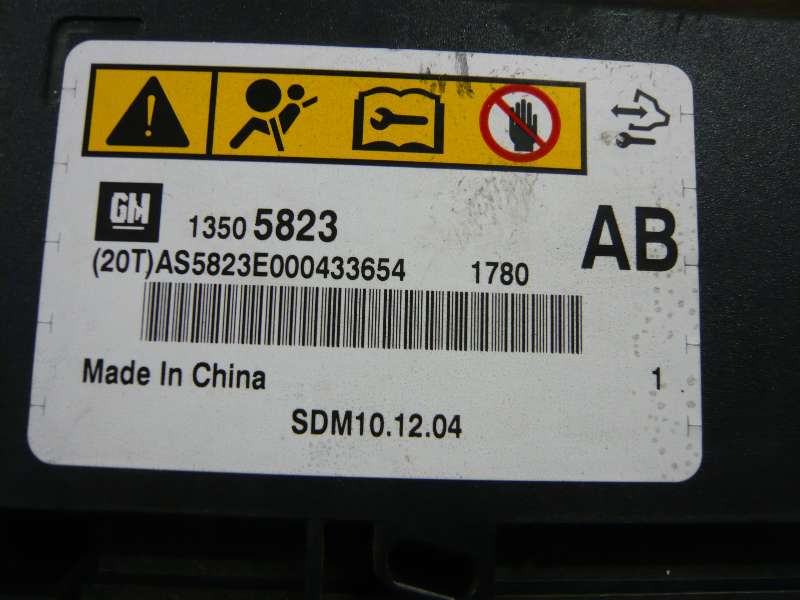 GM 1350 5823 AB
(20T)AS5823E000433654 1780
Made In China 1
SDM10.12.04